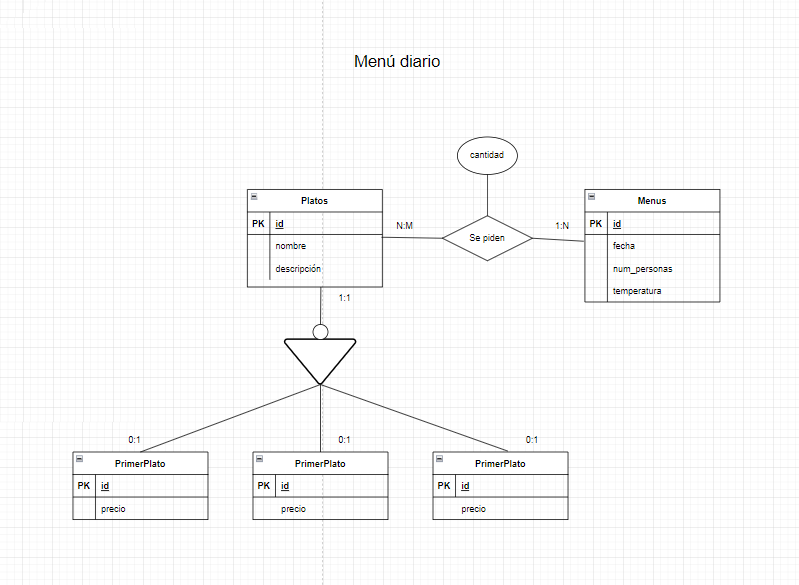 Menú diario
cantidad
Platos
PK id
nombre
descripción
N:M
Se piden
1:N
Menus
PK id
fecha
num_personas
temperatura
1:1
0:1
0:1
0:1
PrimerPlato
PK id
precio
PrimerPlato
PK id
precio
PrimerPlato
PK id
precio